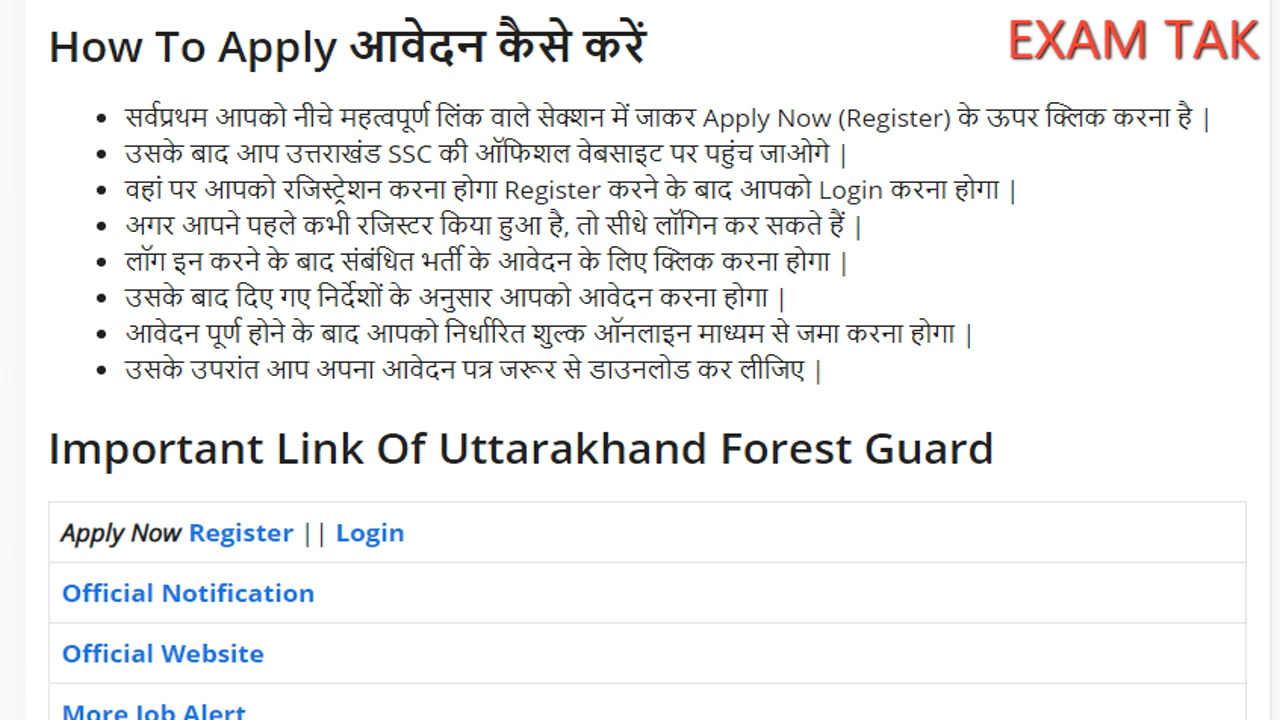 How To Apply आवेदन कैसे करें
EXAM TAK
सर्वप्रथम आपको नीचे महत्वपूर्ण लिंक वाले सेक्शन में जाकर Apply Now (Register) के ऊपर क्लिक करना है |
उसके बाद आप उत्तराखंड SSC की ऑफिशल वेबसाइट पर पहुंच जाओगे |
वहां पर आपको रजिस्ट्रेशन करना होगा Register करने के बाद आपको Login करना होगा |
अगर आपने पहले कभी रजिस्टर किया हुआ है, तो सीधे लॉगिन कर सकते हैं |
लॉग इन करने के बाद संबंधित भर्ती के आवेदन के लिए क्लिक करना होगा |
उसके बाद दिए गए निर्देशों के अनुसार आपको आवेदन करना होगा |
आवेदन पूर्ण होने के बाद आपको निर्धारित शुल्क ऑनलाइन माध्यम से जमा करना होगा |
उसके उपरांत आप अपना आवेदन पत्र जरूर से डाउनलोड कर लीजिए |
Important Link Of Uttarakhand Forest Guard
Apply Now Register || Login
Official Notification
Official Website
More Job Alert